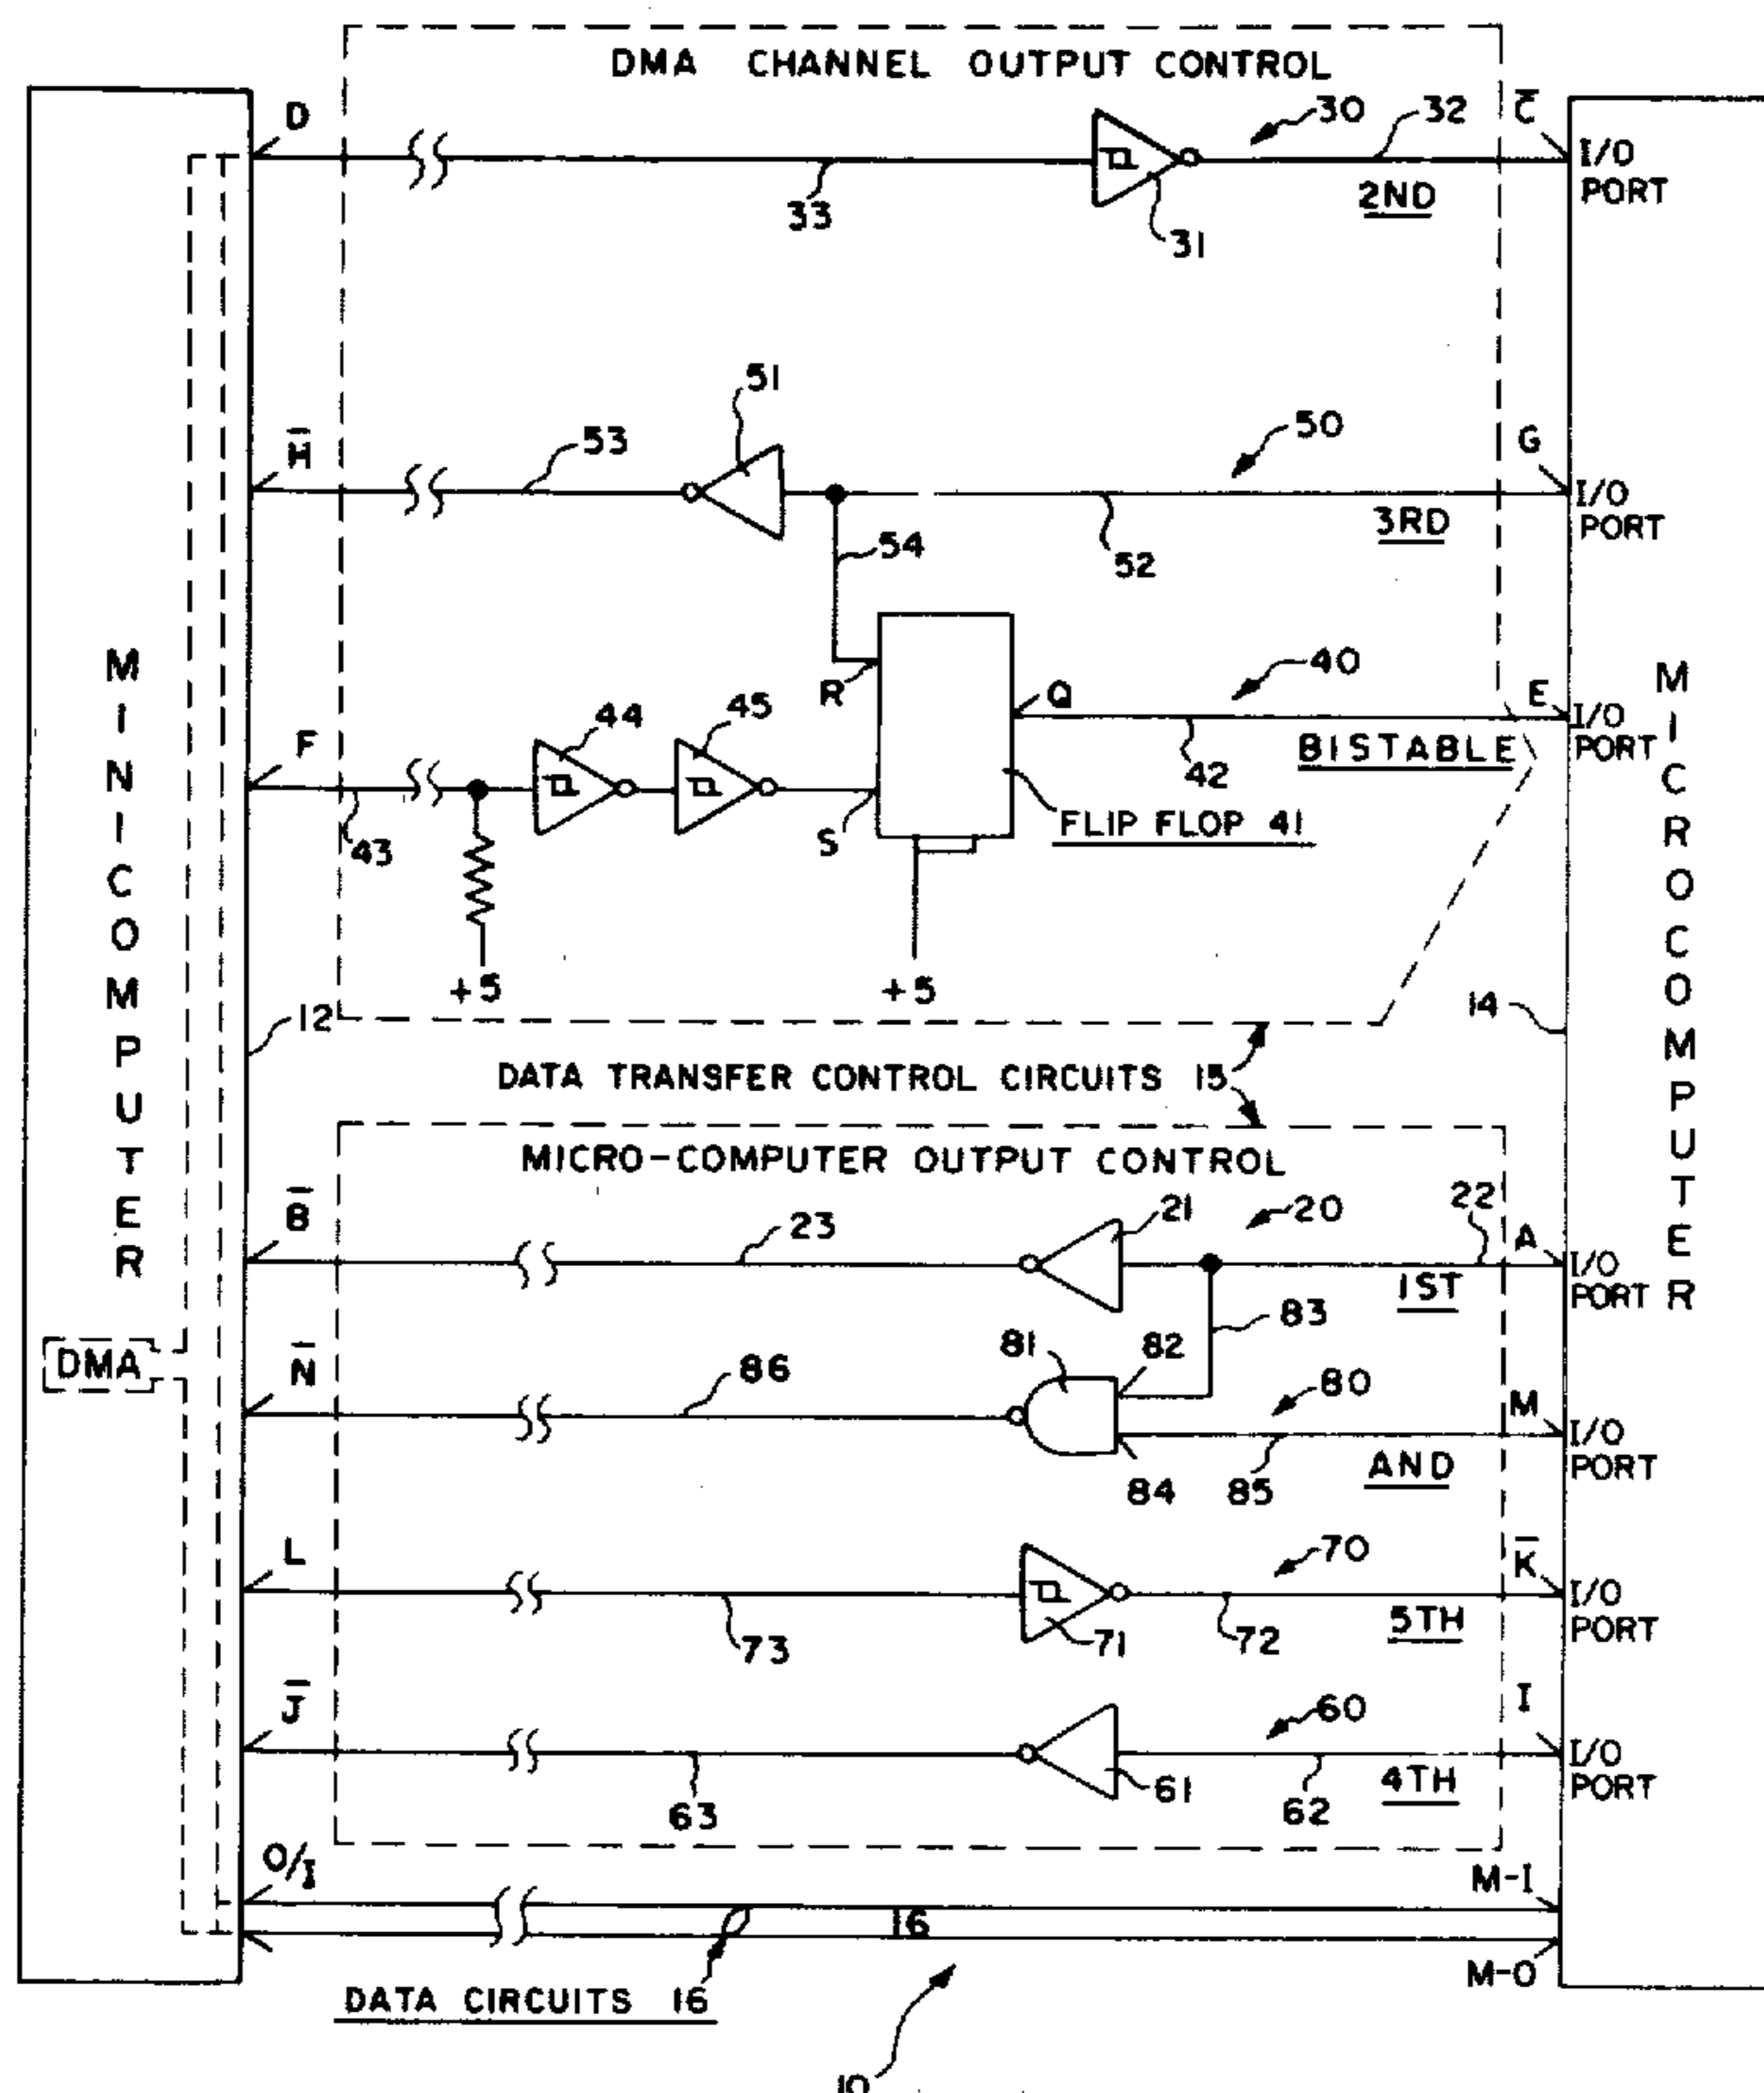 DMA CHANNEL OUTPUT CONTROL
D
30
32
C̅
I/O
PORT
33
31
2ND
51
H̅
53
50
G
I/O
PORT
54
52
3RD
MINICOMPUTER
MICROCOMPUTER
R
Q
40
E
I/O
PORT
F
44
45
43
S
42
BISTABLE
FLIP FLOP 41
+5
+5
12
14
DATA TRANSFER CONTROL CIRCUITS 15
MICRO-COMPUTER OUTPUT CONTROL
B̅
23
21
20
22
A
I/O
PORT
1ST
83
DMA
N̅
86
81
82
80
M
I/O
PORT
84
85
AND
L
70
K̅
I/O
PORT
73
71
72
5TH
J̅
60
I
I/O
PORT
63
61
62
4TH
O/I
M-I
16
M-O
DATA CIRCUITS 16
10